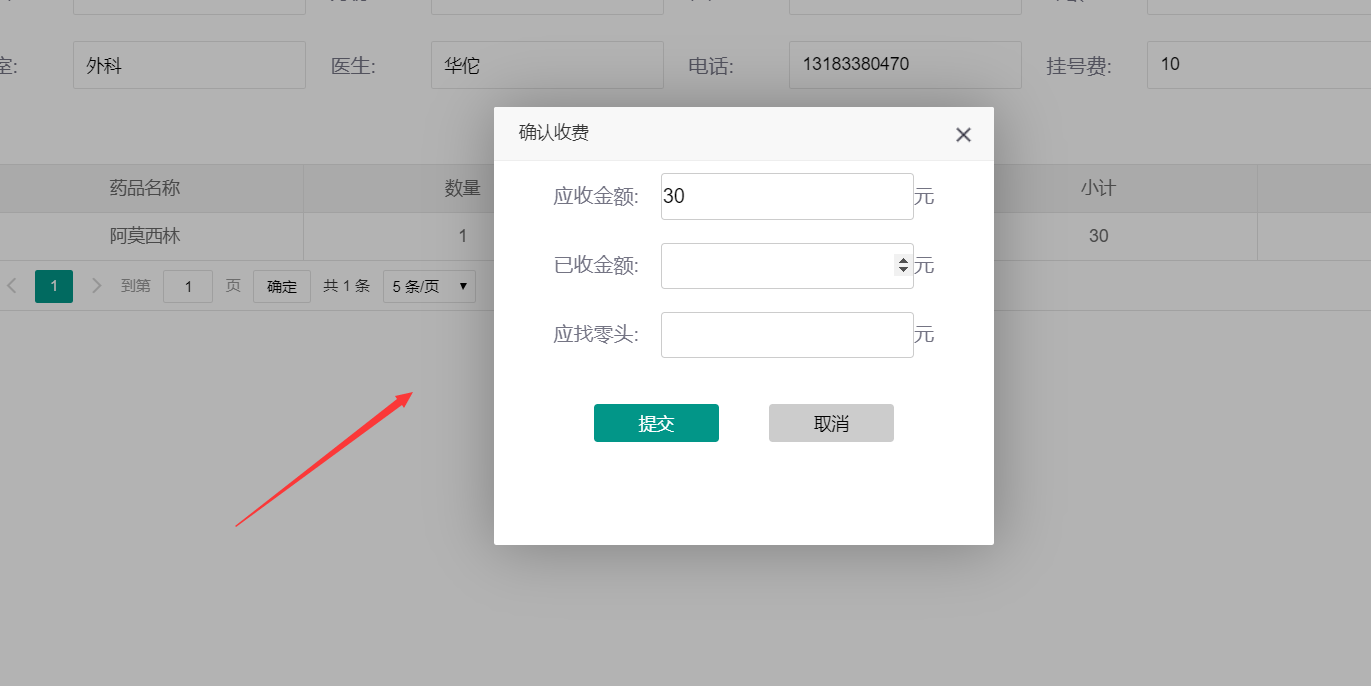 室: 外科 医生: 华佗 电话: 13183380470 挂号费: 10
确认收费
药品名称 数量 小计
应收金额: 30 元
阿莫西林 1 30
已收金额: 元
1 到第 1 页 确定 共 1 条 5 条/页
应找零头: 元
提交 取消